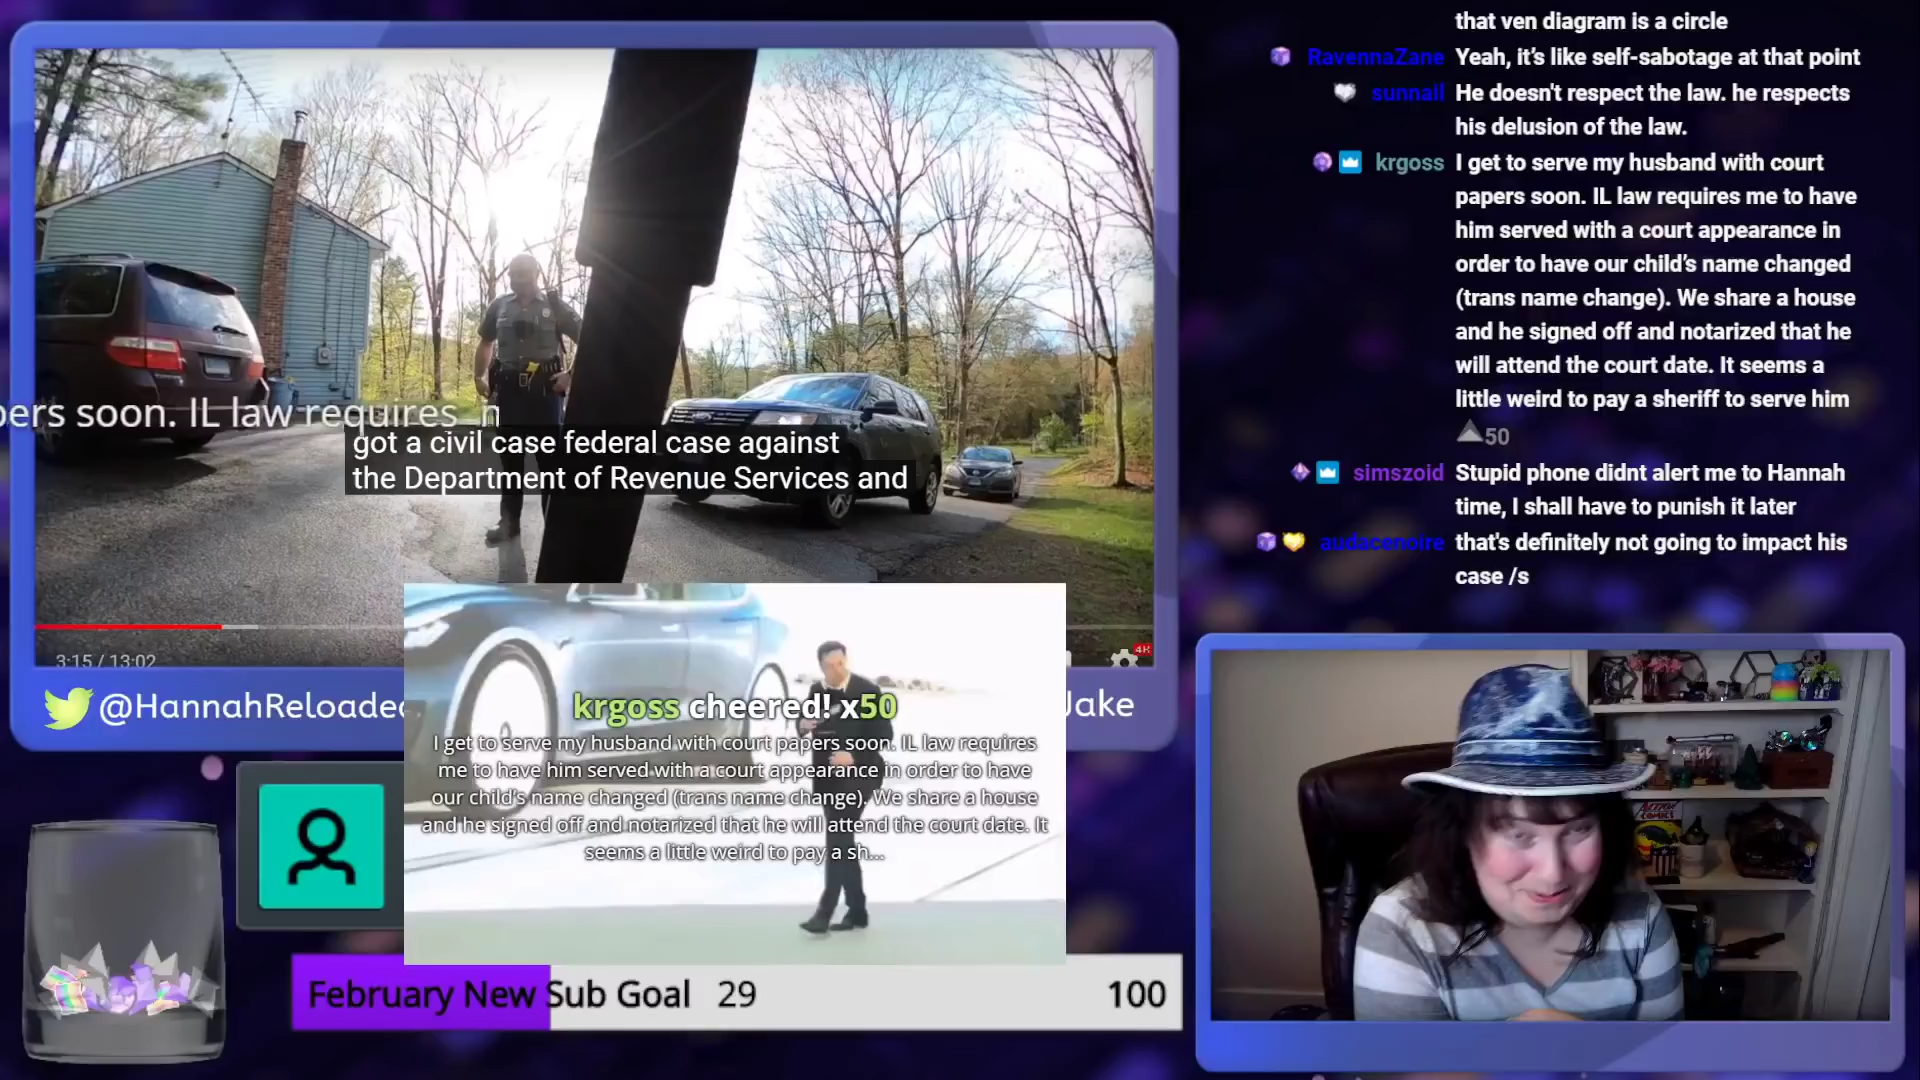 that ven diagram is a circle
RavennaZane Yeah, it's like self-sabotage at that point
sunnail He doesn't respect the law. he respects
his delusion of the law.
krgoss I get to serve my husband with court
papers soon. IL law requires me to have
him served with a court appearance in
order to have our child's name changed
(trans name change). We share a house
and he signed off and notarized that he
will attend the court date. It seems a
little weird to pay a sheriff to serve him
50
simszoid Stupid phone didnt alert me to Hannah
time, I shall have to punish it later
audacenoire that's definitely not going to impact his
case /s
pers soon. IL law requires
got a civil case federal case against
the Department of Revenue Services and
3:15 / 13:02
4K
@HannahReloaded
Jake
krgoss cheered! x50
I get to serve my husband with court papers soon. IL law requires
me to have him served with a court appearance in order to have
our child's name changed (trans name change). We share a house
and he signed off and notarized that he will attend the court date. It
seems a little weird to pay a sh...
February New Sub Goal 29 100
ACTION
COMICS